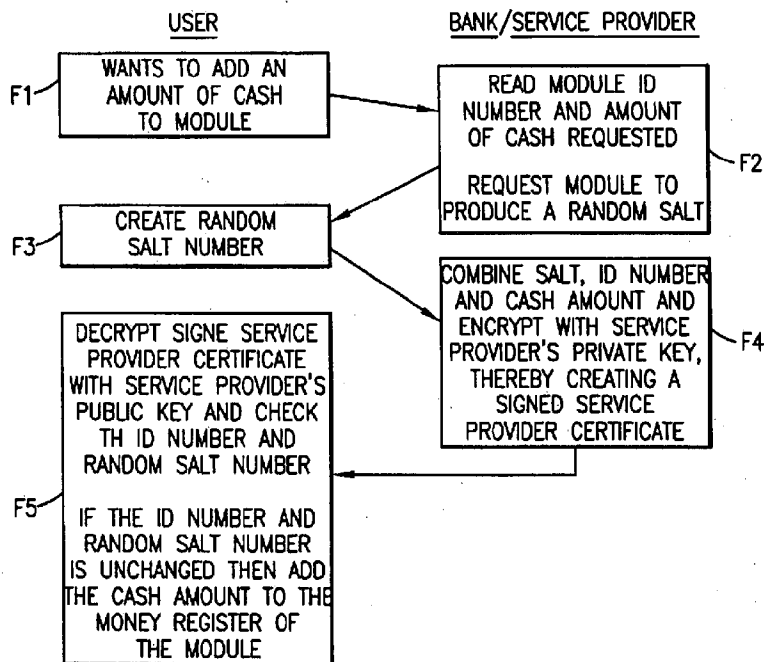 USER
BANK/SERVICE PROVIDER
F1
WANTS TO ADD AN
AMOUNT OF CASH
TO MODULE
READ MODULE ID
NUMBER AND AMOUNT
OF CASH REQUESTED
REQUEST MODULE TO
PRODUCE A RANDOM SALT
F2
F3
CREATE RANDOM
SALT NUMBER
COMBINE SALT, ID NUMBER
AND CASH AMOUNT AND
ENCRYPT WITH SERVICE
PROVIDER'S PRIVATE KEY,
THEREBY CREATING A
SIGNED SERVICE
PROVIDER CERTIFICATE
F4
F5
DECRYPT SIGNE SERVICE
PROVIDER CERTIFICATE
WITH SERVICE PROVIDER'S
PUBLIC KEY AND CHECK
TH ID NUMBER AND
RANDOM SALT NUMBER
IF THE ID NUMBER AND
RANDOM SALT NUMBER
IS UNCHANGED THEN ADD
THE CASH AMOUNT TO THE
MONEY REGISTER OF
THE MODULE